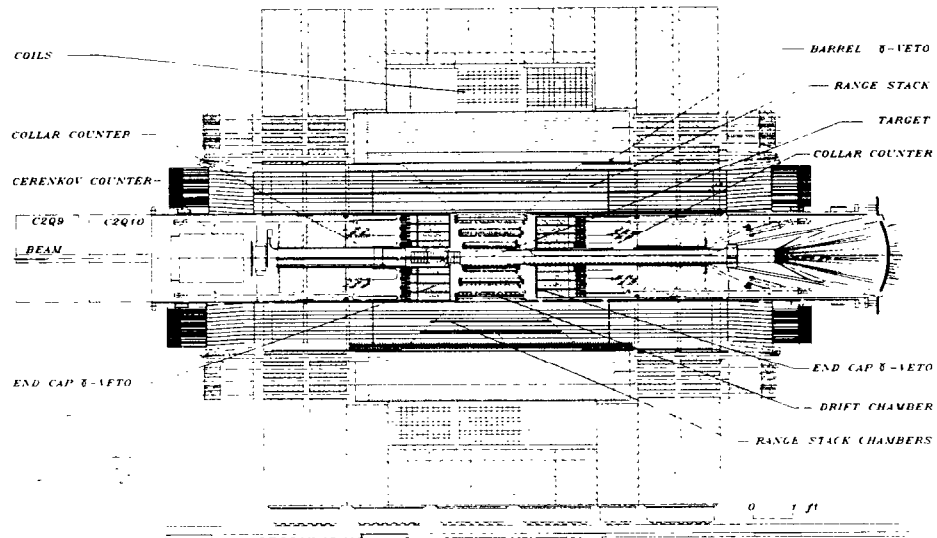 COILS
COLLAR COUNTER
CERENKOV COUNTER
C2Q9 C2Q10
BEAM
END CAP γ-VETO
BARREL γ-VETO
RANGE STACK
TARGET
COLLAR COUNTER
END CAP γ-VETO
DRIFT CHAMBER
RANGE STACK CHAMBERS
0 1 ft